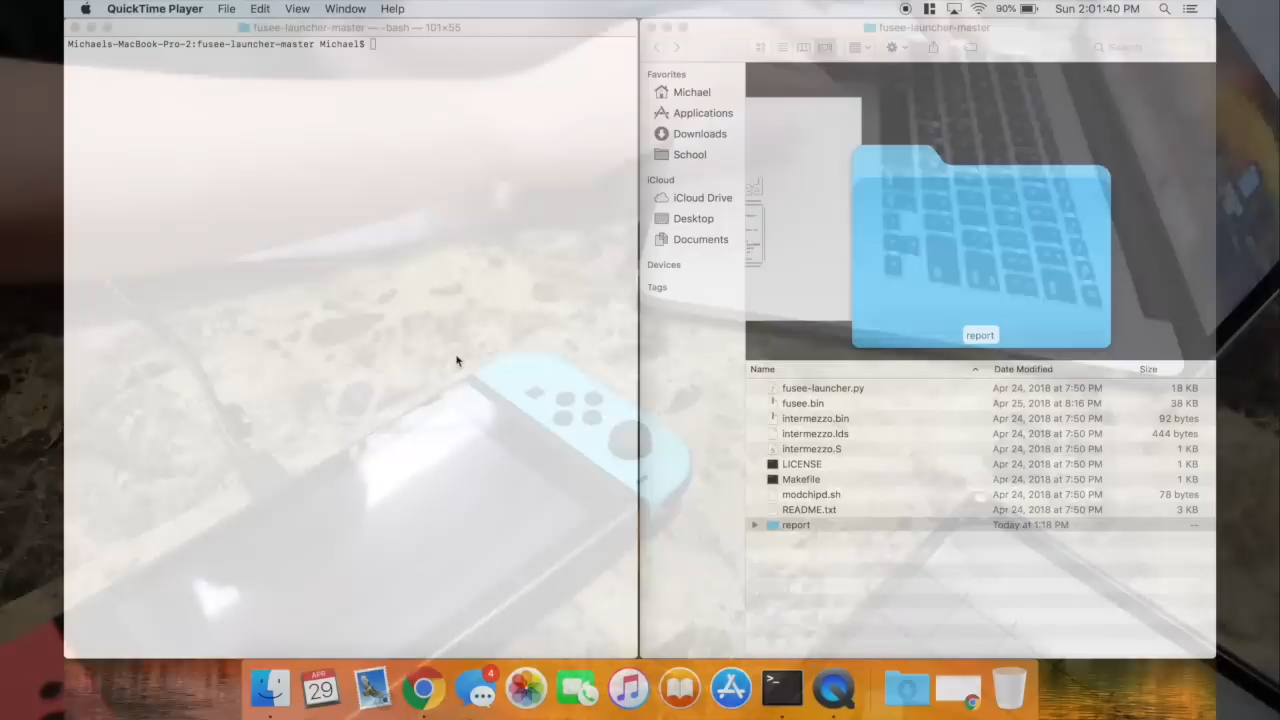 QuickTime Player File Edit View Window Help 90% Sun 2:01:40 PM
fusee-launcher-master — -bash — 101×55
Michaels-MacBook-Pro-2:fusee-launcher-master Michael$
fusee-launcher-master
Search
Favorites
Michael
Applications
Downloads
School
iCloud
iCloud Drive
Desktop
Documents
Devices
Tags
report
Name Date Modified Size
fusee-launcher.py Apr 24, 2018 at 7:50 PM 18 KB
fusee.bin Apr 25, 2018 at 8:16 PM 38 KB
intermezzo.bin Apr 24, 2018 at 7:50 PM 92 bytes
intermezzo.lds Apr 24, 2018 at 7:50 PM 444 bytes
intermezzo.S Apr 24, 2018 at 7:50 PM 1 KB
LICENSE Apr 24, 2018 at 7:50 PM 1 KB
Makefile Apr 24, 2018 at 7:50 PM 1 KB
modchipd.sh Apr 24, 2018 at 7:50 PM 78 bytes
README.txt Apr 24, 2018 at 7:50 PM 3 KB
report Today at 1:18 PM --
APR
29
4